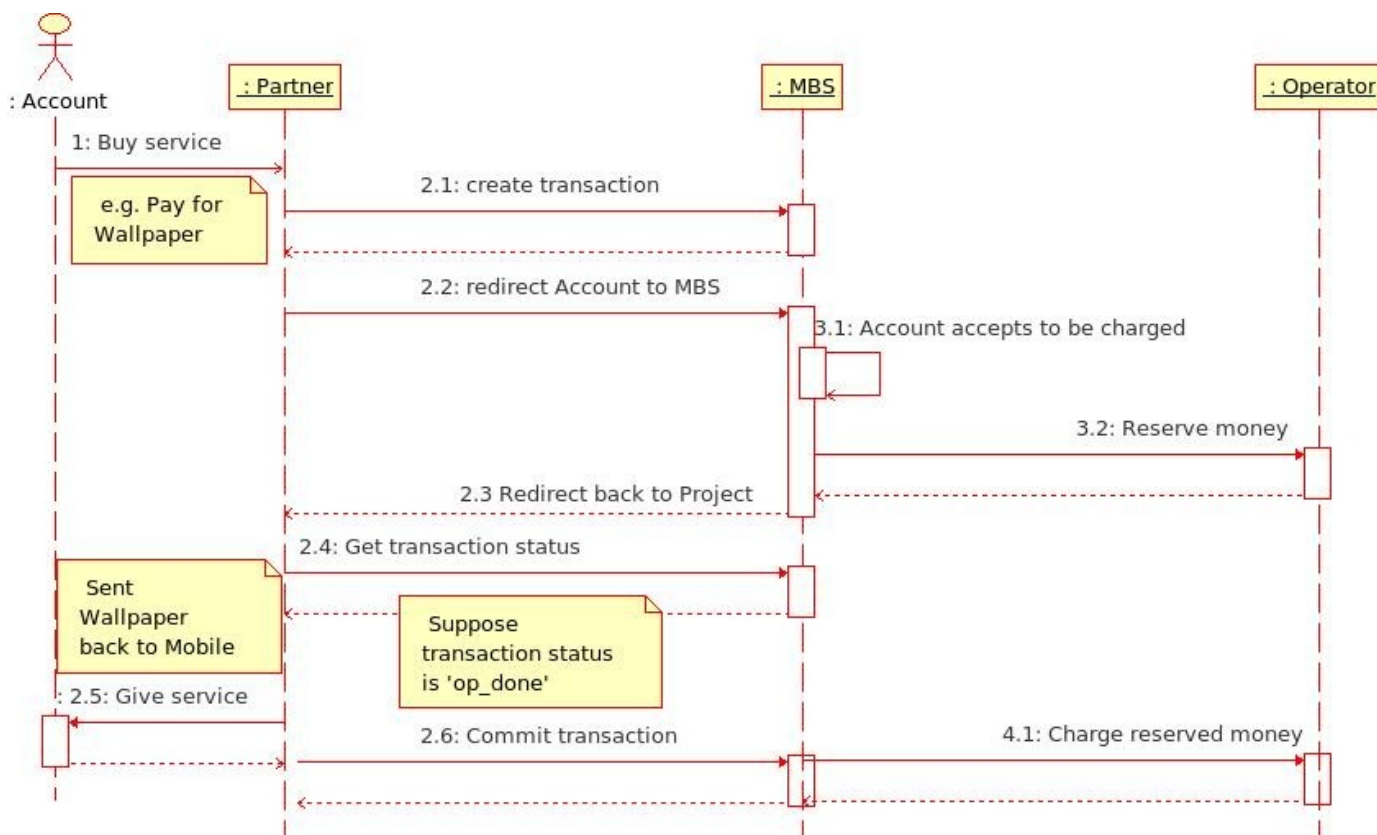 : Account
: Partner
: MBS
: Operator
1: Buy service
e.g. Pay for
Wallpaper
2.1: create transaction
2.2: redirect Account to MBS
3.1: Account accepts to be charged
3.2: Reserve money
2.3 Redirect back to Project
2.4: Get transaction status
Sent
Wallpaper
back to Mobile
Suppose
transaction status
is 'op_done'
: 2.5: Give service
2.6: Commit transaction
4.1: Charge reserved money